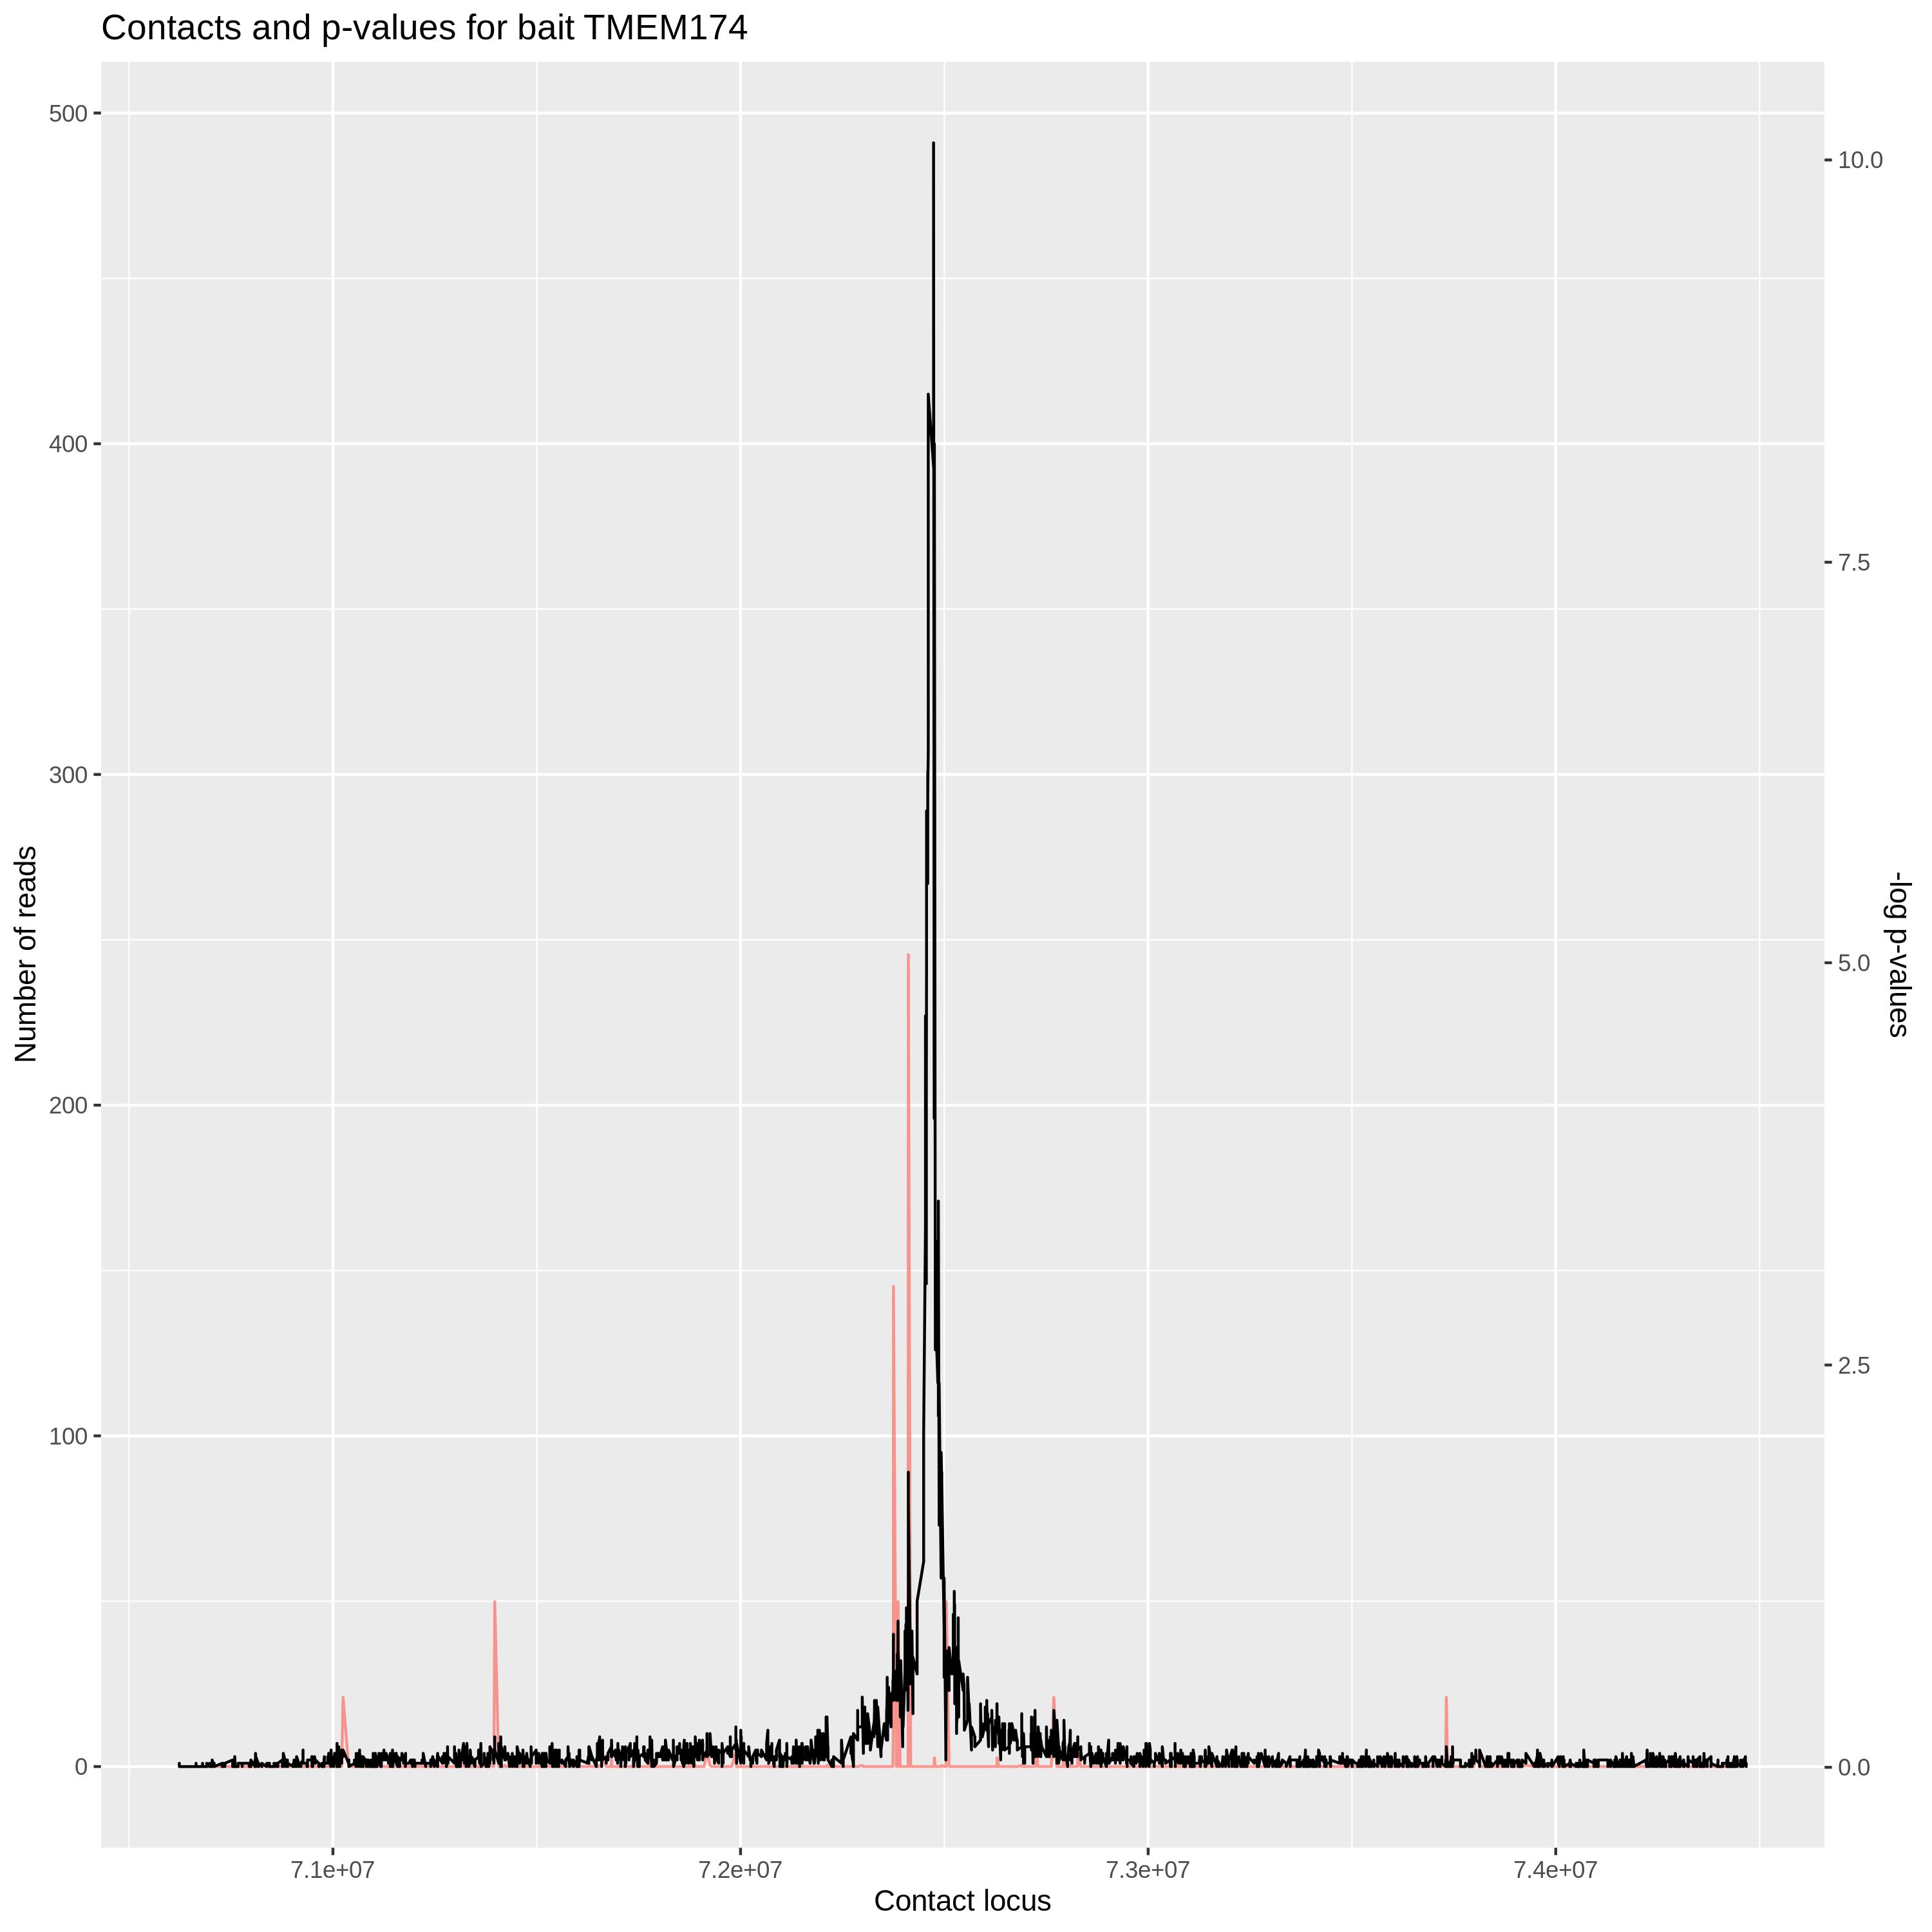 Contacts and p-values for bait TMEM174
500
400
300
200
100
0
Number of reads
10.0
7.5
5.0
2.5
0.0
-log p-values
7.1e+07
7.2e+07
7.3e+07
7.4e+07
Contact locus